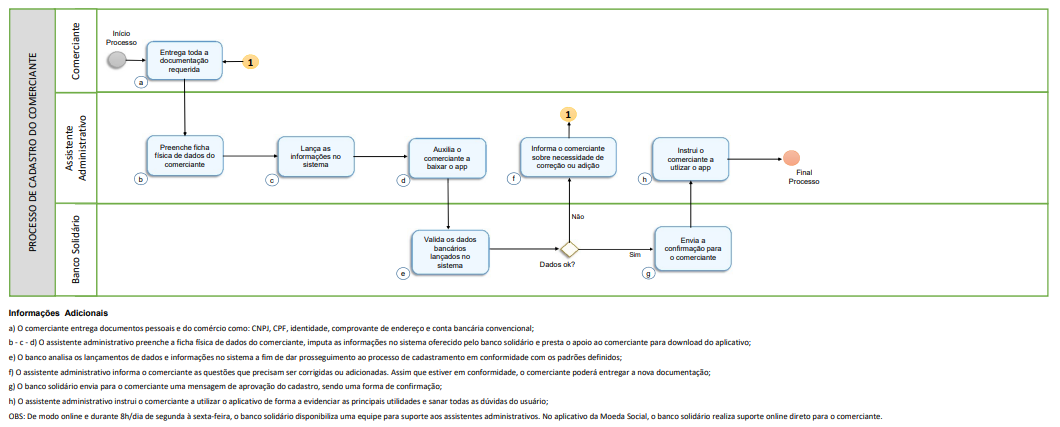 PROCESSO DE CADASTRO DO COMERCIANTE
Comerciante
Início
Processo
Entrega toda a
documentação
requerida
a
1
Assistente
Administrativo
Preenche ficha
física de dados do
comerciante
b
Lança as
informações no
sistema
c
Auxilia o
comerciante a
baixar o app
d
1
Informa o comerciante
sobre necessidade de
correção ou adição
f
Instrui o
comerciante a
utlizar o app
h
Final
Processo
Banco Solidário
Valida os dados
bancários
lançados no
sistema
e
Não
Dados ok?
Sim
Envia a
confirmação para
o comerciante
g
Informações Adicionais
a) O comerciante entrega documentos pessoais e do comércio como: CNPJ, CPF, identidade, comprovante de endereço e conta bancária convencional;
b - c - d) O assistente administrativo preenche a ficha física de dados do comerciante, imputa as informações no sistema oferecido pelo banco solidário e presta o apoio ao comerciante para download do aplicativo;
e) O banco analisa os lançamentos de dados e informações no sistema a fim de dar prosseguimento ao processo de cadastramento em conformidade com os padrões definidos;
f) O assistente administrativo informa o comerciante as questões que precisam ser corrigidas ou adicionadas. Assim que estiver em conformidade, o comerciante poderá entregar a nova documentação;
g) O banco solidário envia para o comerciante uma mensagem de aprovação do cadastro, sendo uma forma de confirmação;
h) O assistente administrativo instrui o comerciante a utilizar o aplicativo de forma a evidenciar as principais utilidades e sanar todas as dúvidas do usuário;
OBS: De modo online e durante 8h/dia de segunda à sexta-feira, o banco solidário disponibiliza uma equipe para suporte aos assistentes administrativos. No aplicativo da Moeda Social, o banco solidário realiza suporte online direto para o comerciante.